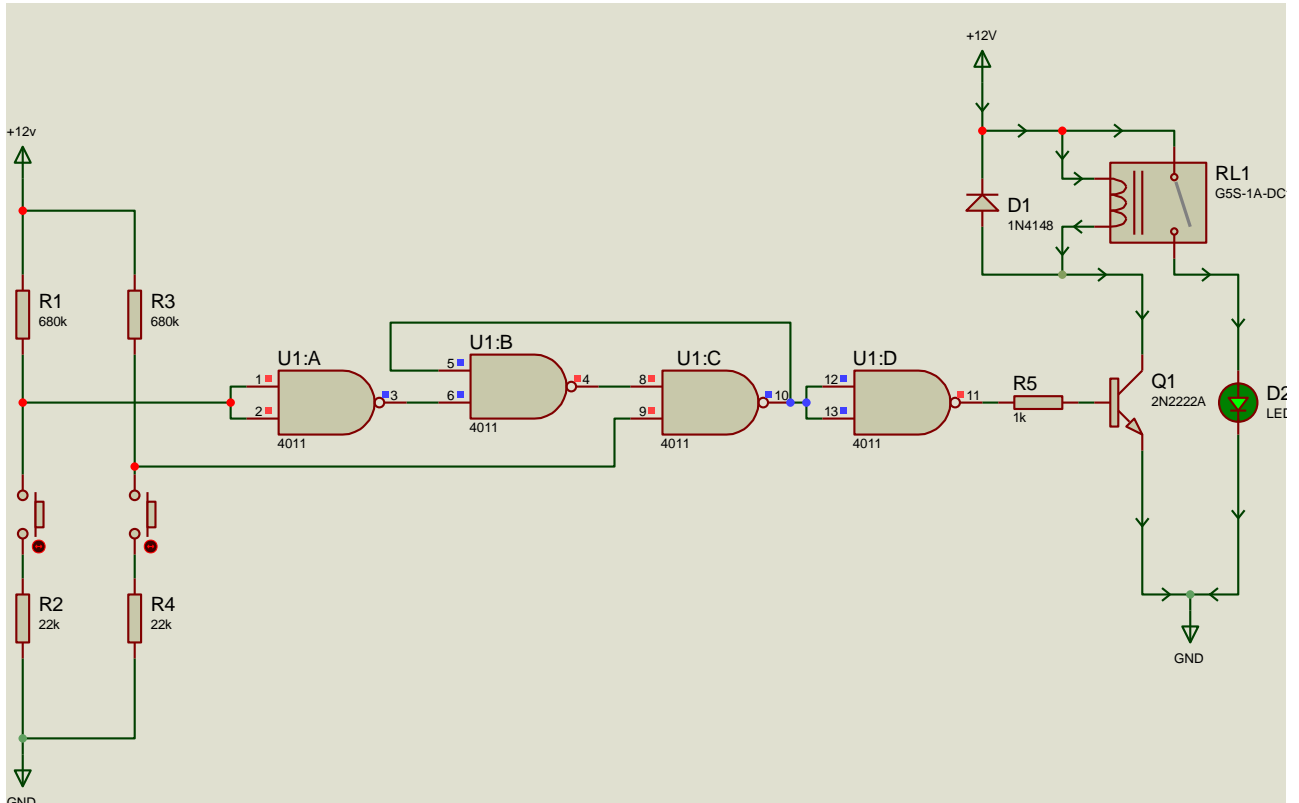 +12V
+12v
RL1
G5S-1A-DC
D1
1N4148
R1
680k
R3
680k
U1:A
1
2
3
4011
U1:B
5
6
4
4011
U1:C
8
9
10
4011
U1:D
12
13
11
4011
R5
1k
Q1
2N2222A
D2
LED
R2
22k
R4
22k
GND
GND